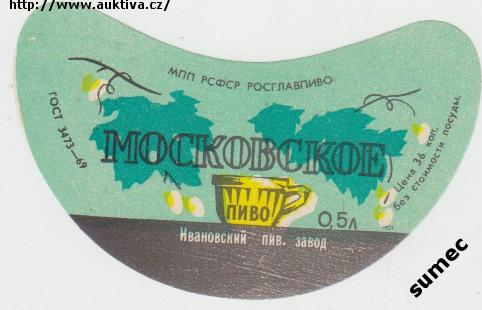 http://www.auktiva.cz/
МПП РСФСР РОСГЛАВПИВО
ГОСТ 3473—69
МОСКОВСКОЕ
Цена 36 коп.
без стоимости посуды.
ПИВО
0,5л
Ивановский пив. завод
sumec